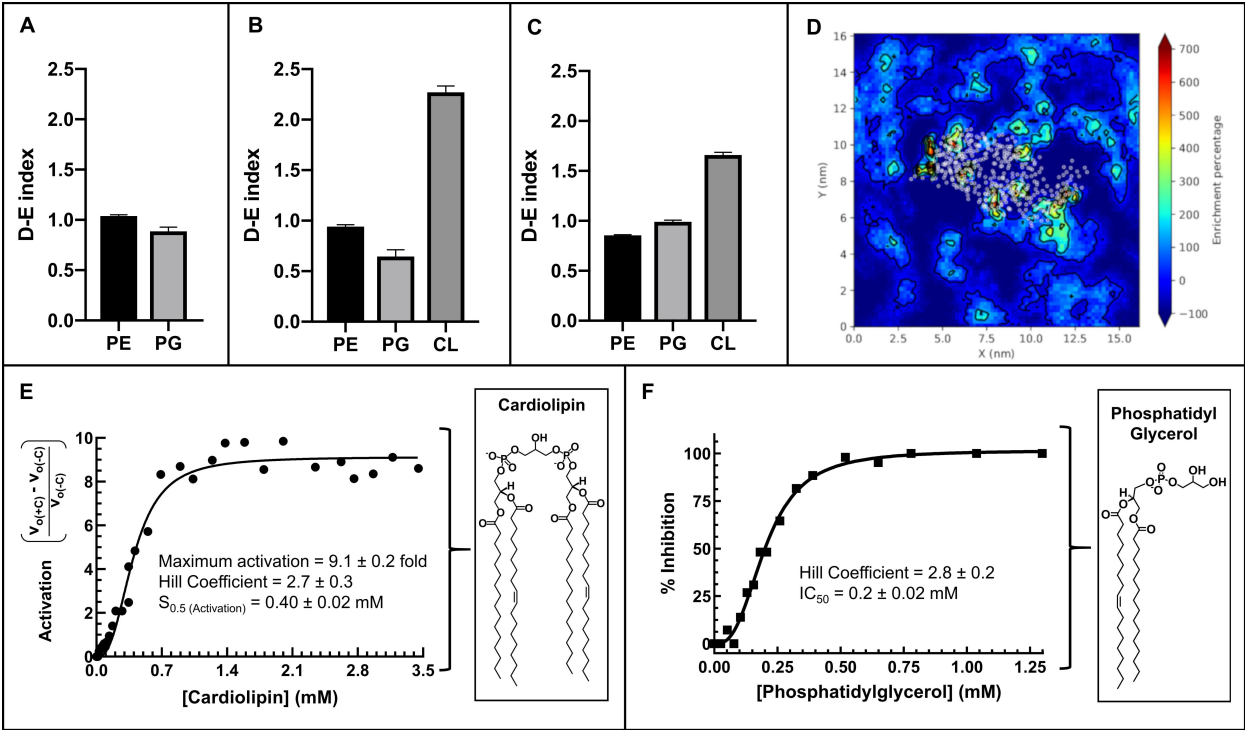 A
D-E index
2.5
2.0
1.5
1.0
0.5
0.0
PE PG
B
D-E index
2.5
2.0
1.5
1.0
0.5
0.0
PE PG CL
C
D-E index
2.5
2.0
1.5
1.0
0.5
0.0
PE PG CL
D
Y (nm)
16
14
12
10
8
6
4
2
0
0.0 2.5 5.0 7.5 10.0 12.5 15.0
X (nm)
700
600
500
400
300
200
100
0
−100
Enrichment percentage
E
Activation
Vo(+C) - Vo(-C)
Vo(-C)
10
8
6
4
2
0
0.0 0.7 1.4 2.1 2.8 3.5
[Cardiolipin] (mM)
Maximum activation = 9.1 ± 0.2 fold
Hill Coefficient = 2.7 ± 0.3
S0.5 (Activation) = 0.40 ± 0.02 mM
Cardiolipin
OH
O O
-O P P O
O O O -O
O H O H
O O
O O O O
F
% Inhibition
100
75
50
25
0
0.00 0.25 0.50 0.75 1.00 1.25
[Phosphatidylglycerol] (mM)
Hill Coefficient = 2.8 ± 0.2
IC50 = 0.2 ± 0.02 mM
Phosphatidyl
Glycerol
O OH
H O P O OH
O -O
O O
O